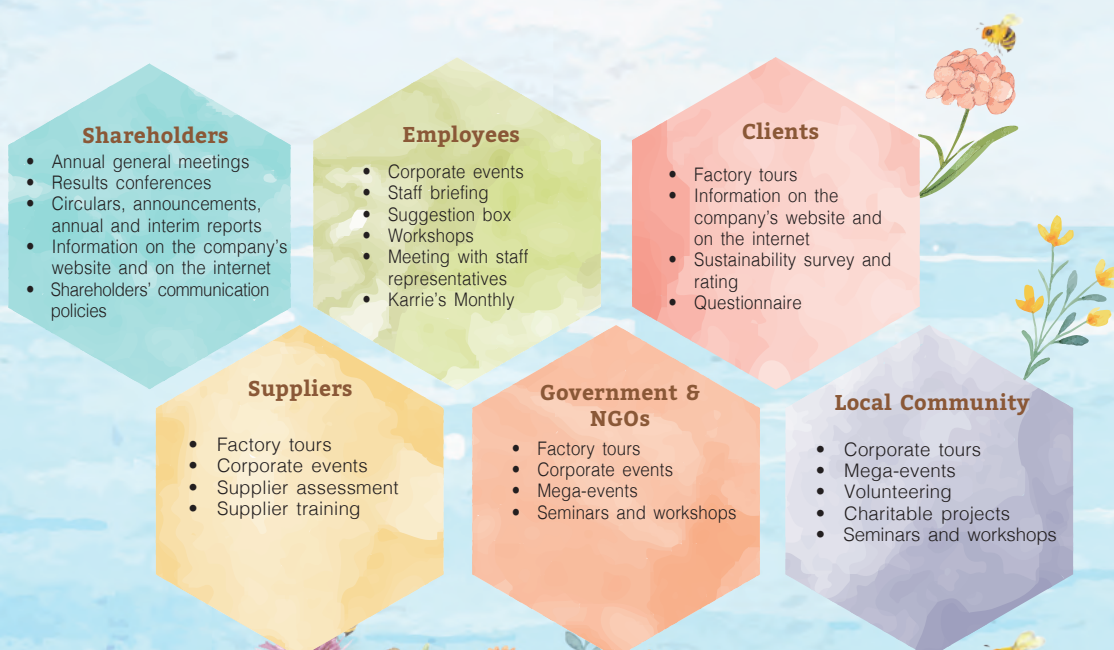 Shareholders
• Annual general meetings
• Results conferences
• Circulars, announcements,
annual and interim reports
• Information on the company's
website and on the internet
• Shareholders' communication
policies
Employees
• Corporate events
• Staff briefing
• Suggestion box
• Workshops
• Meeting with staff
representatives
• Karrie's Monthly
Clients
• Factory tours
• Information on the
company's website and
on the internet
• Sustainability survey and
rating
• Questionnaire
Suppliers
• Factory tours
• Corporate events
• Supplier assessment
• Supplier training
Government &
NGOs
• Factory tours
• Corporate events
• Mega-events
• Seminars and workshops
Local Community
• Corporate tours
• Mega-events
• Volunteering
• Charitable projects
• Seminars and workshops